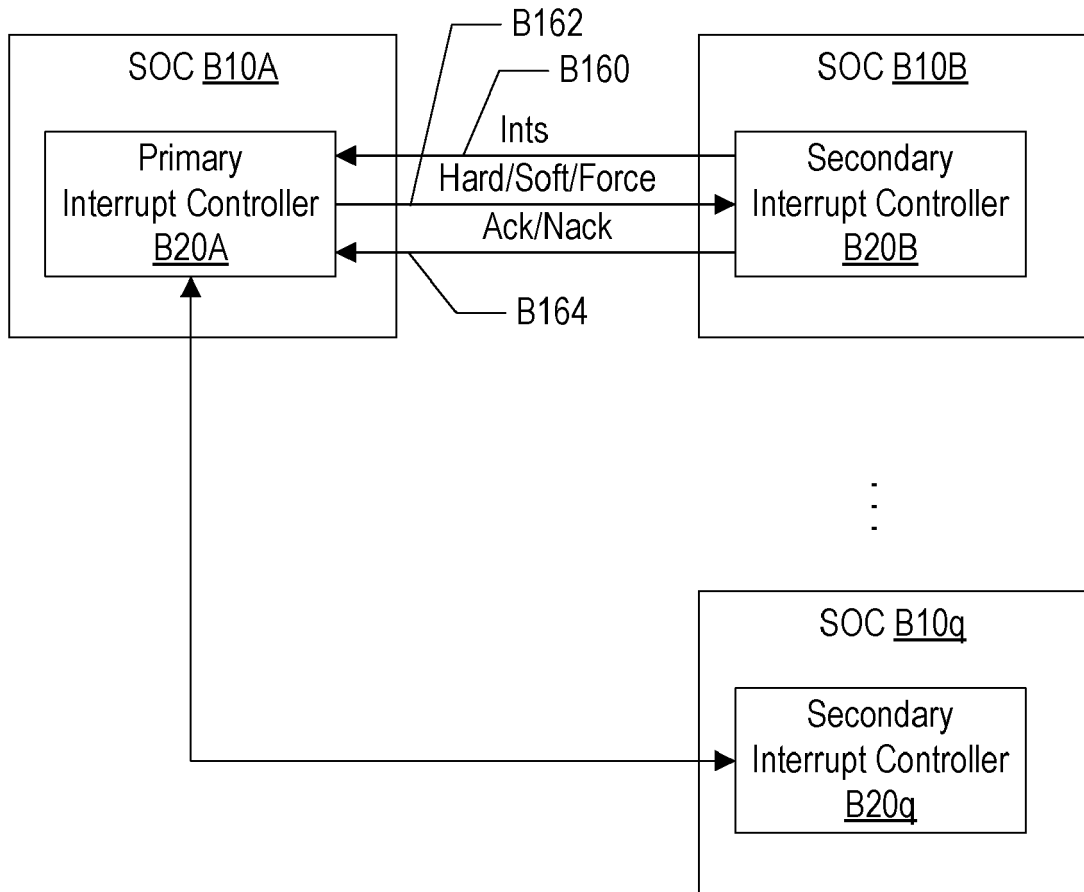 B162
B160
SOC B10A
SOC B10B
Primary
Interrupt Controller
B20A
Ints
Hard/Soft/Force
Ack/Nack
Secondary
Interrupt Controller
B20B
B164
SOC B10q
Secondary
Interrupt Controller
B20q